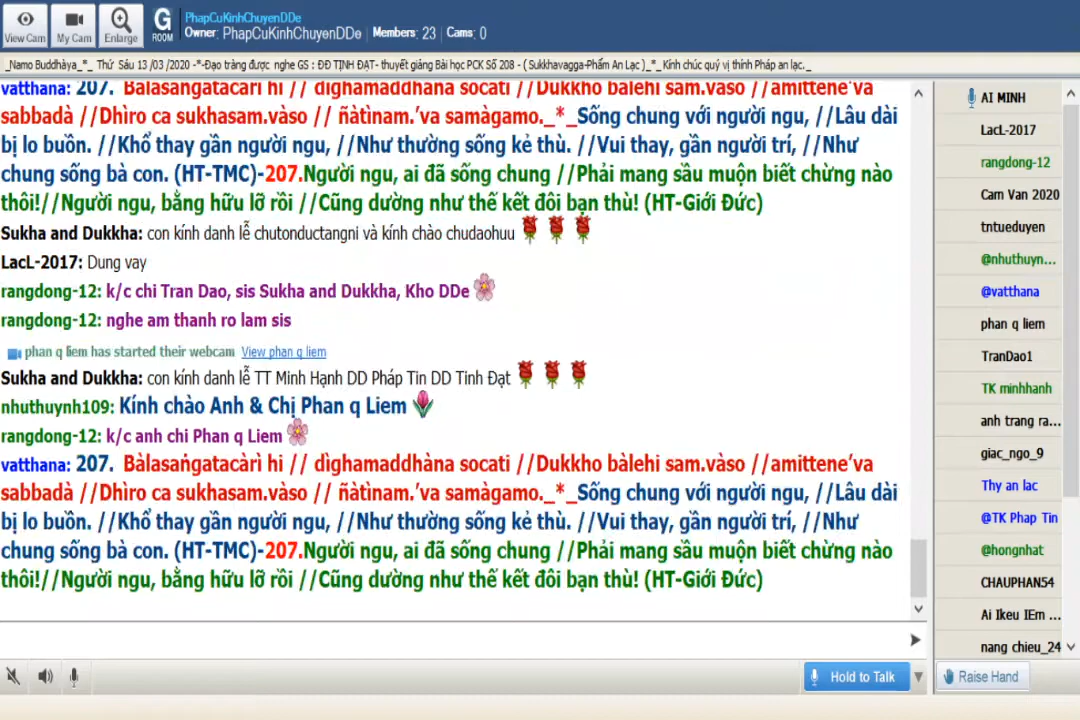 View Cam
My Cam
Enlarge
G
ROOM
PhapCuKinhChuyenDDe
Owner: PhapCuKinhChuyenDDe Members: 23 Cams: 0
_Namo Buddhàya_*_ Thứ Sáu 13 /03 /2020 -*-Đạo tràng được nghe GS : ĐĐ TỊNH ĐẠT- thuyết giảng Bài học PCK Số 208 - ( Sukkhavagga-Phẩm An Lạc )_*_Kính chúc quý vị thính Pháp an lạc._
vatthana: 207. Bàlasaṅgatacàrì hi // dìghamaddhàna socati //Dukkho bàlehi sam.vàso //amittene'va
sabbadà //Dhìro ca sukhasam.vàso // ñàtìnam.'va samàgamo._*_Sống chung với người ngu, //Lâu dài
bị lo buồn. //Khổ thay gần người ngu, //Như thường sống kẻ thù. //Vui thay, gần người trí, //Như
chung sống bà con. (HT-TMC)-207.Người ngu, ai đã sống chung //Phải mang sầu muộn biết chừng nào
thôi!//Người ngu, bằng hữu lỡ rồi //Cũng dường như thế kết đôi bạn thù! (HT-Giới Đức)
Sukha and Dukkha: con kính danh lễ chutonductangni và kính chào chudaohuu
LacL-2017: Dung vay
rangdong-12: k/c chi Tran Dao, sis Sukha and Dukkha, Kho DDe
rangdong-12: nghe am thanh ro lam sis
phan q liem has started their webcam View phan q liem
Sukha and Dukkha: con kính danh lễ TT Minh Hạnh DD Pháp Tin DD Tinh Đạt
nhuthuynh109: Kính chào Anh & Chị Phan q Liem
rangdong-12: k/c anh chi Phan q Liem
vatthana: 207. Bàlasaṅgatacàrì hi // dìghamaddhàna socati //Dukkho bàlehi sam.vàso //amittene'va
sabbadà //Dhìro ca sukhasam.vàso // ñàtìnam.'va samàgamo._*_Sống chung với người ngu, //Lâu dài
bị lo buồn. //Khổ thay gần người ngu, //Như thường sống kẻ thù. //Vui thay, gần người trí, //Như
chung sống bà con. (HT-TMC)-207.Người ngu, ai đã sống chung //Phải mang sầu muộn biết chừng nào
thôi!//Người ngu, bằng hữu lỡ rồi //Cũng dường như thế kết đôi bạn thù! (HT-Giới Đức)
Hold to Talk
AI MINH
LacL-2017
rangdong-12
Cam Van 2020
tntueduyen
@nhuthuyn...
@vatthana
phan q liem
TranDao1
TK minhhanh
anh trang ra...
giac_ngo_9
Thy an lac
@TK Phap Tin
@hongnhat
CHAUPHAN54
Ai Ikeu IEm ...
nang chieu_24
Raise Hand